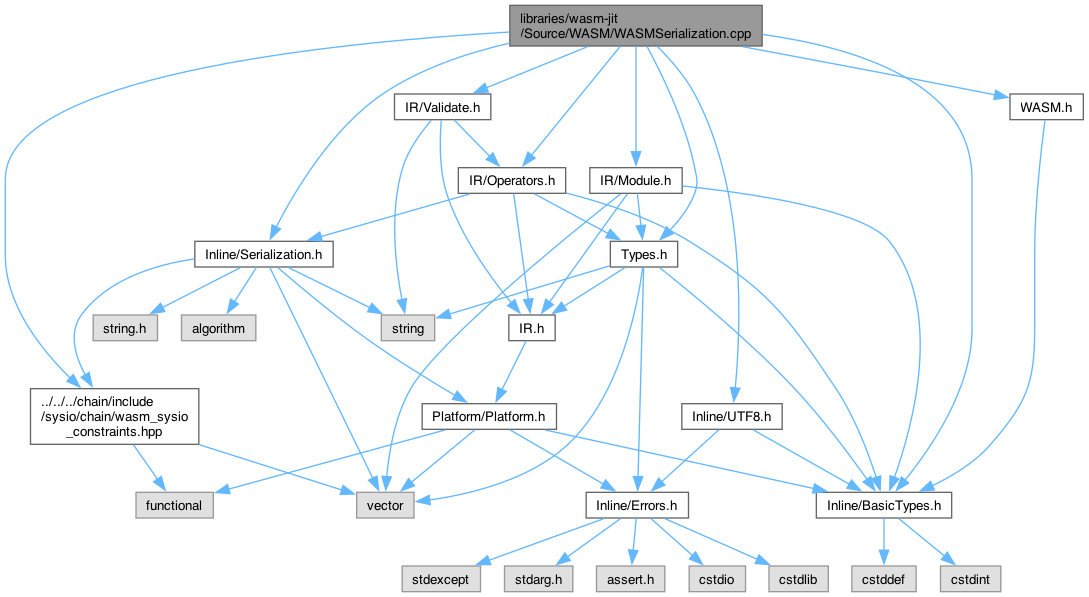 libraries/wasm-jit
/Source/WASM/WASMSerialization.cpp
IR/Validate.h
WASM.h
IR/Operators.h
IR/Module.h
Inline/Serialization.h
Types.h
string.h
algorithm
string
IR.h
../../../chain/include
/sysio/chain/wasm_sysio
_constraints.hpp
Platform/Platform.h
Inline/UTF8.h
functional
vector
Inline/Errors.h
Inline/BasicTypes.h
stdexcept
stdarg.h
assert.h
cstdio
cstdlib
cstddef
cstdint